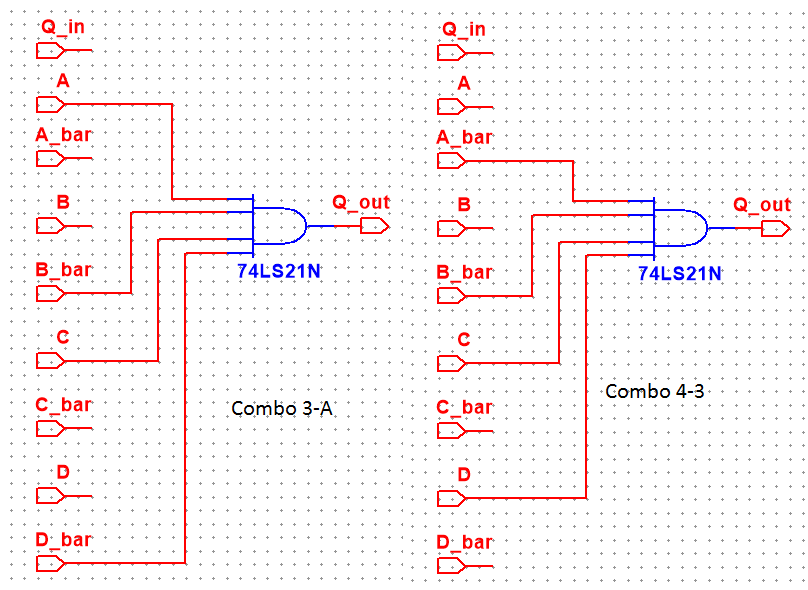 Q_in
A
A_bar
B
Q_out
B_bar
74LS21N
C
Combo 3-A
C_bar
D
D_bar
Q_in
A
A_bar
B
Q_out
B_bar
74LS21N
C
Combo 4-3
C_bar
D
D_bar